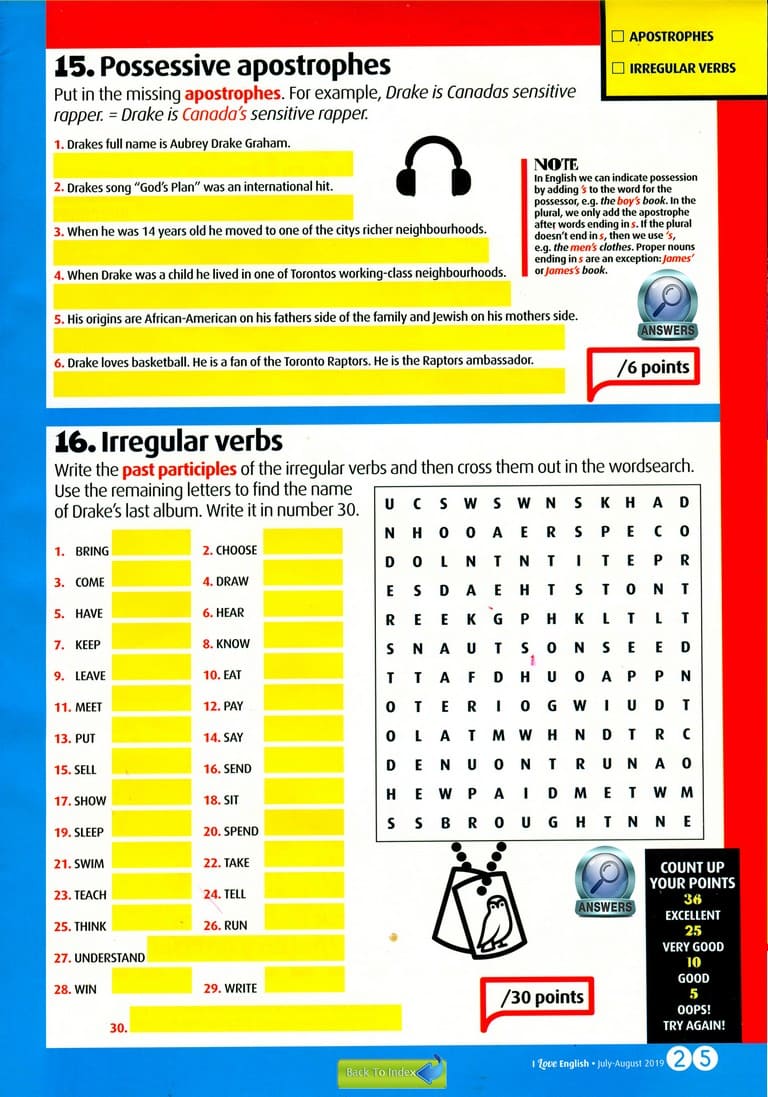 APOSTROPHES
IRREGULAR VERBS
15. Possessive apostrophes
Put in the missing apostrophes. For example, Drake is Canadas sensitive
rapper. = Drake is Canada's sensitive rapper.
1. Drakes full name is Aubrey Drake Graham.
2. Drakes song "God's Plan" was an international hit.
3. When he was 14 years old he moved to one of the citys richer neighbourhoods.
4. When Drake was a child he lived in one of Torontos working-class neighbourhoods.
5. His origins are African-American on his fathers side of the family and Jewish on his mothers side.
6. Drake loves basketball. He is a fan of the Toronto Raptors. He is the Raptors ambassador.
NOTE
In English we can indicate possession
by adding 's to the word for the
possessor, e.g. the boy's book. In the
plural, we only add the apostrophe
after words ending in s. If the plural
doesn't end in s, then we use 's,
e.g. the men's clothes. Proper nouns
ending in s are an exception: James'
or James's book.
ANSWERS
/6 points
16. Irregular verbs
Write the past participles of the irregular verbs and then cross them out in the wordsearch.
Use the remaining letters to find the name
of Drake's last album. Write it in number 30.
1. BRING
2. CHOOSE
3. COME
4. DRAW
5. HAVE
6. HEAR
7. KEEP
8. KNOW
9. LEAVE
10. EAT
11. MEET
12. PAY
13. PUT
14. SAY
15. SELL
16. SEND
17. SHOW
18. SIT
19. SLEEP
20. SPEND
21. SWIM
22. TAKE
23. TEACH
24. TELL
25. THINK
26. RUN
27. UNDERSTAND
28. WIN
29. WRITE
30.
U C S W S W N S K H A D
N H O O A E R S P E C O
D O L N T N T I T E P R
E S D A E H T S T O N T
R E E K G P H K L T L T
S N A U T S O N S E E D
T T A F D H U O A P P N
O T E R I O G W I U D T
O L A T M W H N D T R C
D E N U O N T R U N A O
H E W P A I D M E T W M
S S B R O U G H T N N E
ANSWERS
/30 points
COUNT UP
YOUR POINTS
36
EXCELLENT
25
VERY GOOD
10
GOOD
5
OOPS!
TRY AGAIN!
I Love English • July-August 2019 25
Back To Index